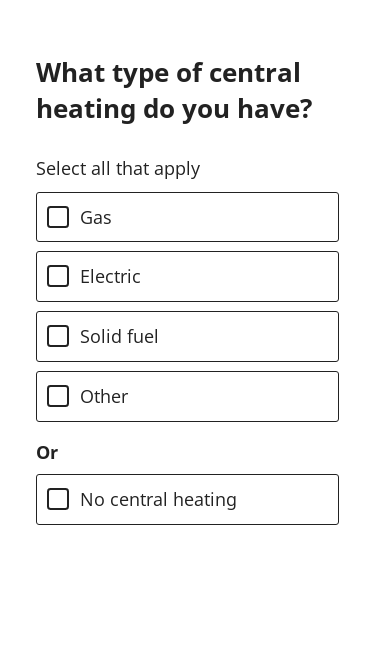 What type of central
heating do you have?
Select all that apply
Gas
Electric
Solid fuel
Other
Or
No central heating